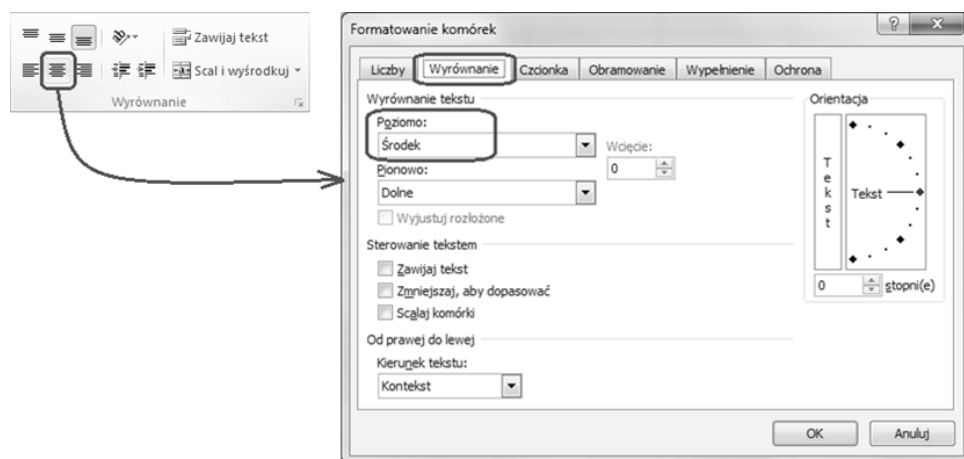 Zawijaj tekst
Scal i wyśrodkuj
Wyrównanie
Formatowanie komórek
Liczby Wyrównanie Czcionka Obramowanie Wypełnienie Ochrona
Wyrównanie tekstu
Poziomo:
Środek
Wcięcie:
0
Pionowo:
Dolne
Wyjustuj rozłożone
Sterowanie tekstem
Zawijaj tekst
Zmniejszaj, aby dopasować
Scalaj komórki
Od prawej do lewej
Kierunek tekstu:
Kontekst
Orientacja
Tekst
Tekst
0 stopni(e)
OK Anuluj